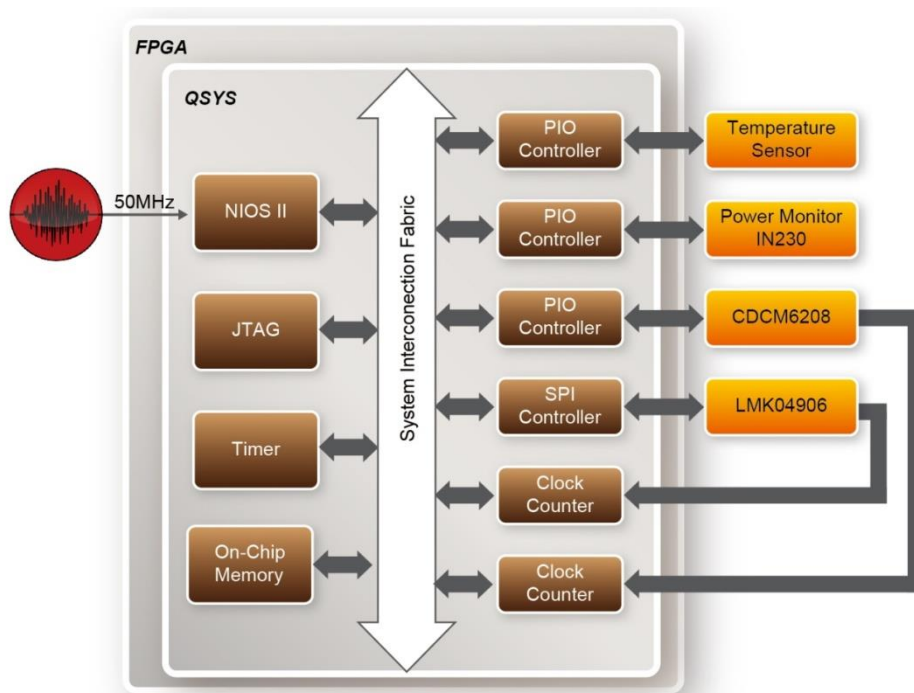 FPGA
QSYS
50MHz
NIOS II
JTAG
Timer
On-Chip
Memory
System Interconnection Fabric
PIO
Controller
Temperature
Sensor
PIO
Controller
Power Monitor
IN230
PIO
Controller
CDCM6208
SPI
Controller
LMK04906
Clock
Counter
Clock
Counter